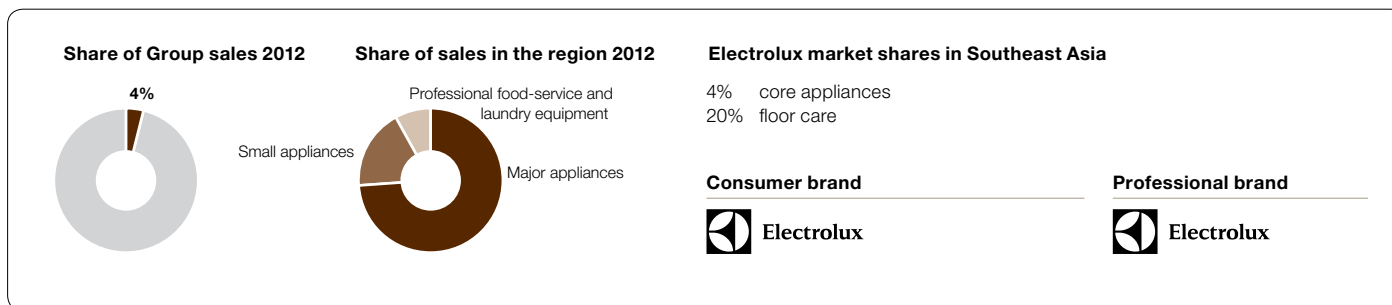 Share of Group sales 2012
4%
Share of sales in the region 2012
Professional food-service and
laundry equipment
Small appliances
Major appliances
Electrolux market shares in Southeast Asia
4% core appliances
20% floor care
Consumer brand
Electrolux
Professional brand
Electrolux